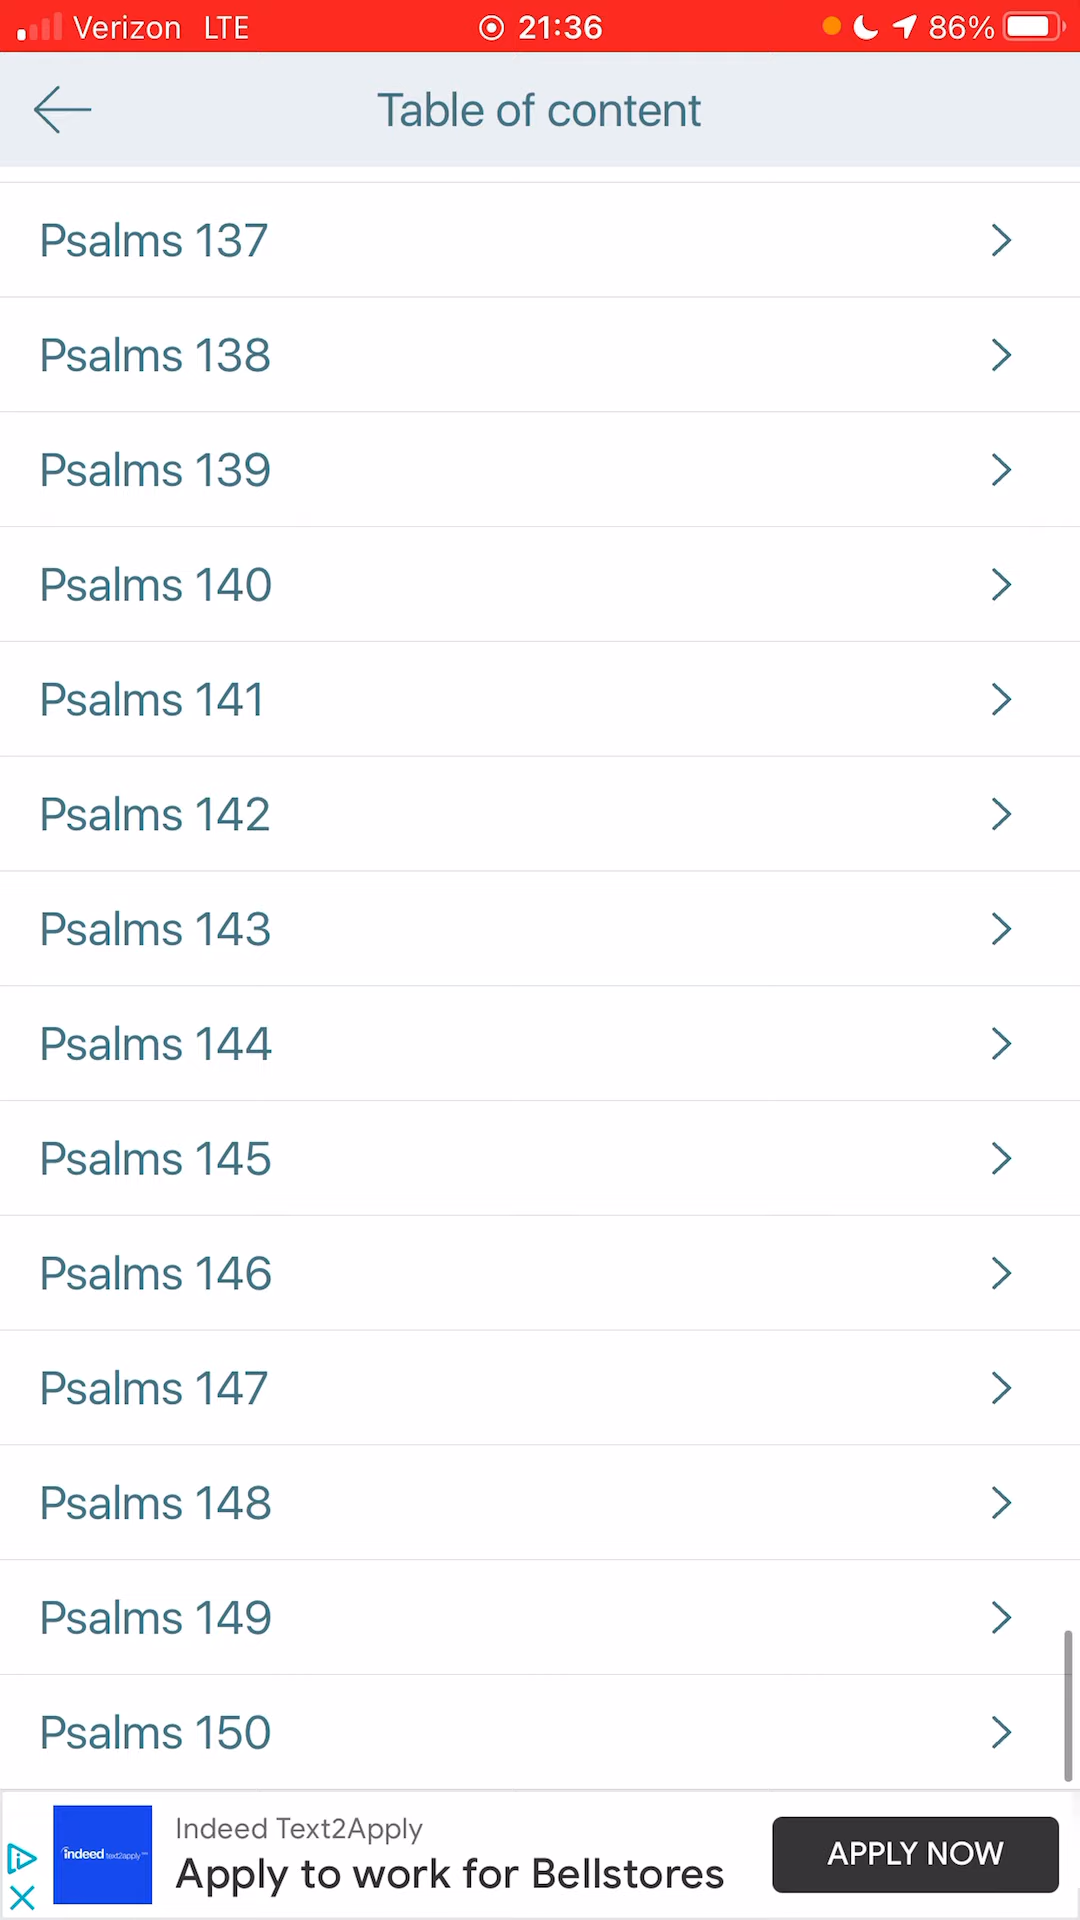 Verizon LTE 21:36 86%
Table of content
Psalms 137
Psalms 138
Psalms 139
Psalms 140
Psalms 141
Psalms 142
Psalms 143
Psalms 144
Psalms 145
Psalms 146
Psalms 147
Psalms 148
Psalms 149
Psalms 150
indeed text2apply
Indeed Text2Apply
Apply to work for Bellstores
APPLY NOW